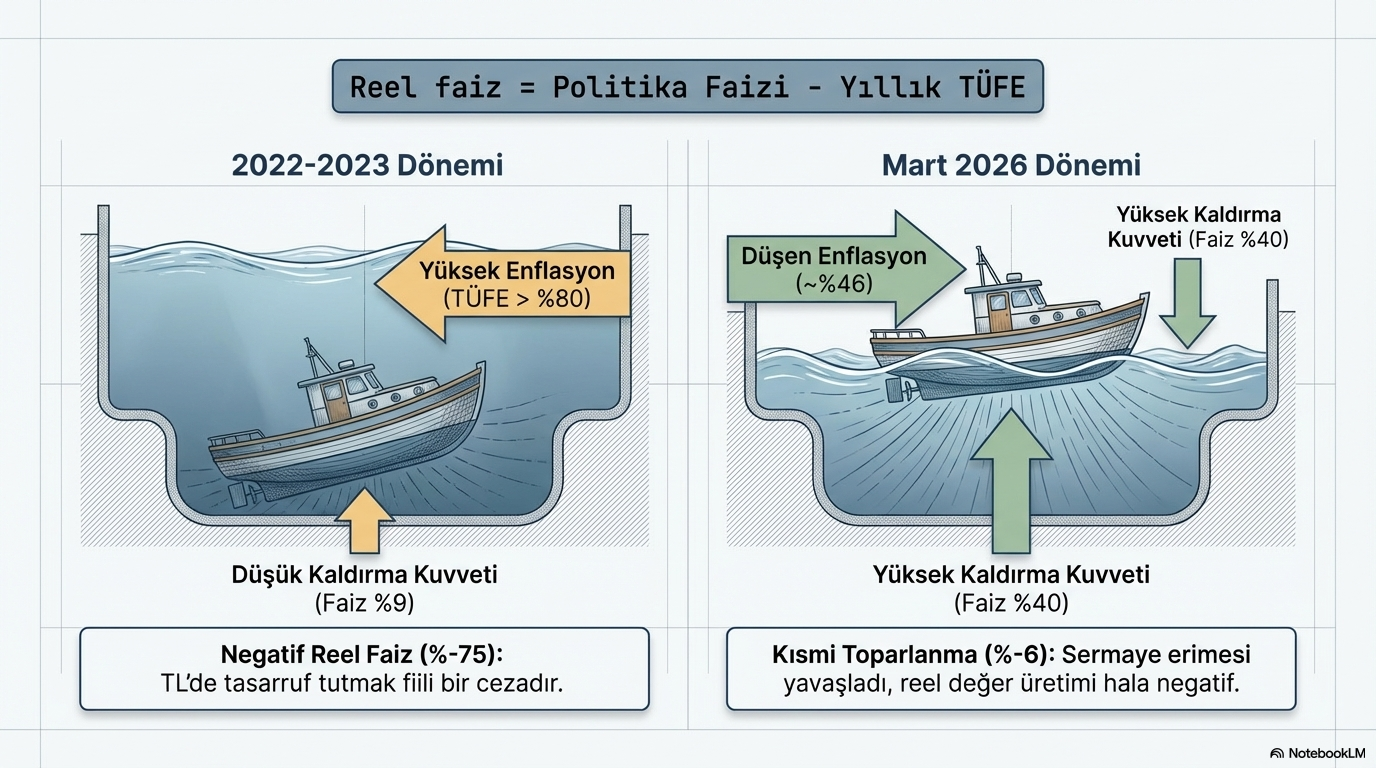 Reel faiz = Politika Faizi - Yıllık TÜFE
2022-2023 Dönemi
Yüksek Enflasyon
(TÜFE > %80)
Düşük Kaldırma Kuvveti
(Faiz %9)
Negatif Reel Faiz (%-75):
TL’de tasarruf tutmak fiili bir cezadır.
Mart 2026 Dönemi
Düşen Enflasyon
(~%46)
Yüksek Kaldırma
Kuvveti (Faiz %40)
Yüksek Kaldırma Kuvveti
(Faiz %40)
Kısmi Toparlanma (%-6): Sermaye erimesi
yavaşladı, reel değer üretimi hala negatif.
NotebookLM